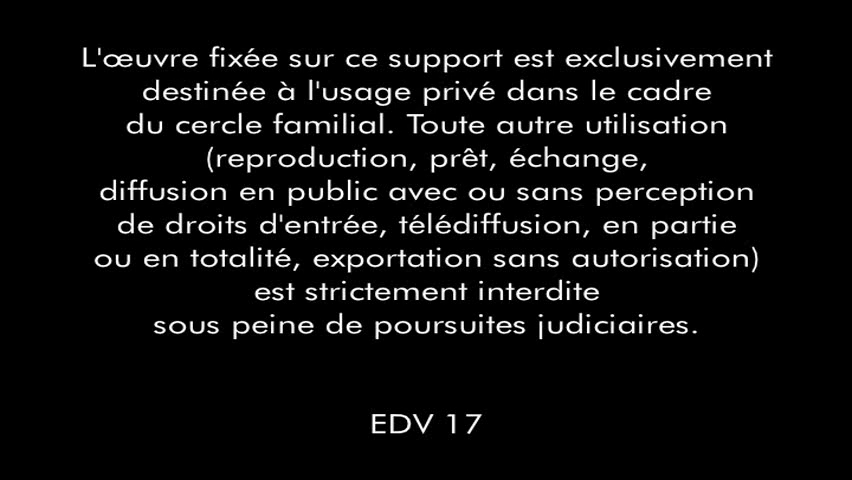 L'œuvre fixée sur ce support est exclusivement
destinée à l'usage privé dans le cadre
du cercle familial. Toute autre utilisation
(reproduction, prêt, échange,
diffusion en public avec ou sans perception
de droits d'entrée, télédiffusion, en partie
ou en totalité, exportation sans autorisation)
est strictement interdite
sous peine de poursuites judiciaires.
EDV 17